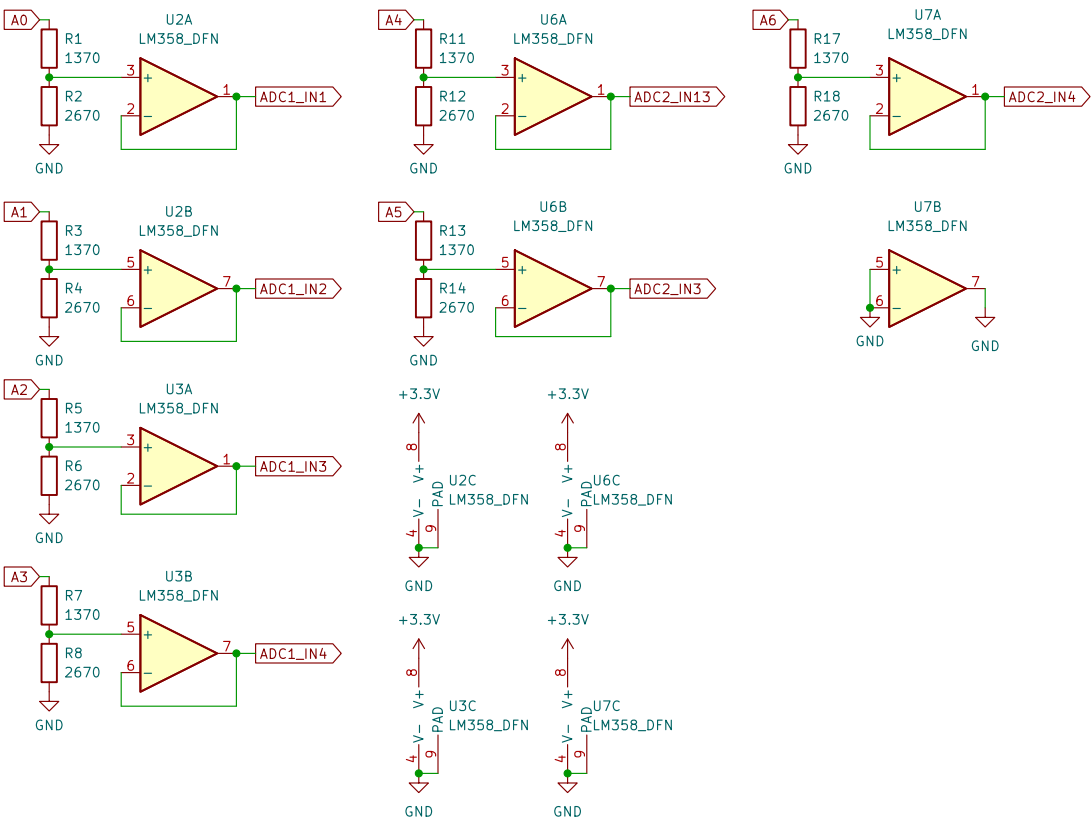 A0
R1
1370
R2
2670
GND
U2A
LM358_DFN
3
+
2
−
1
ADC1_IN1
A4
R11
1370
R12
2670
GND
U6A
LM358_DFN
3
+
2
−
1
ADC2_IN13
A6
R17
1370
R18
2670
GND
U7A
LM358_DFN
3
+
2
−
1
ADC2_IN4
A1
R3
1370
R4
2670
GND
U2B
LM358_DFN
5
+
6
−
7
ADC1_IN2
A5
R13
1370
R14
2670
GND
U6B
LM358_DFN
5
+
6
−
7
ADC2_IN3
U7B
LM358_DFN
5
+
6
−
7
GND
GND
A2
R5
1370
R6
2670
GND
U3A
LM358_DFN
3
+
2
−
1
ADC1_IN3
+3.3V
8
V+
U2C
LM358_DFN
PAD
V-
4
9
GND
+3.3V
8
V+
U6C
LM358_DFN
PAD
V-
4
9
GND
A3
R7
1370
R8
2670
GND
U3B
LM358_DFN
5
+
6
−
7
ADC1_IN4
+3.3V
8
V+
U3C
LM358_DFN
PAD
V-
4
9
GND
+3.3V
8
V+
U7C
LM358_DFN
PAD
V-
4
9
GND